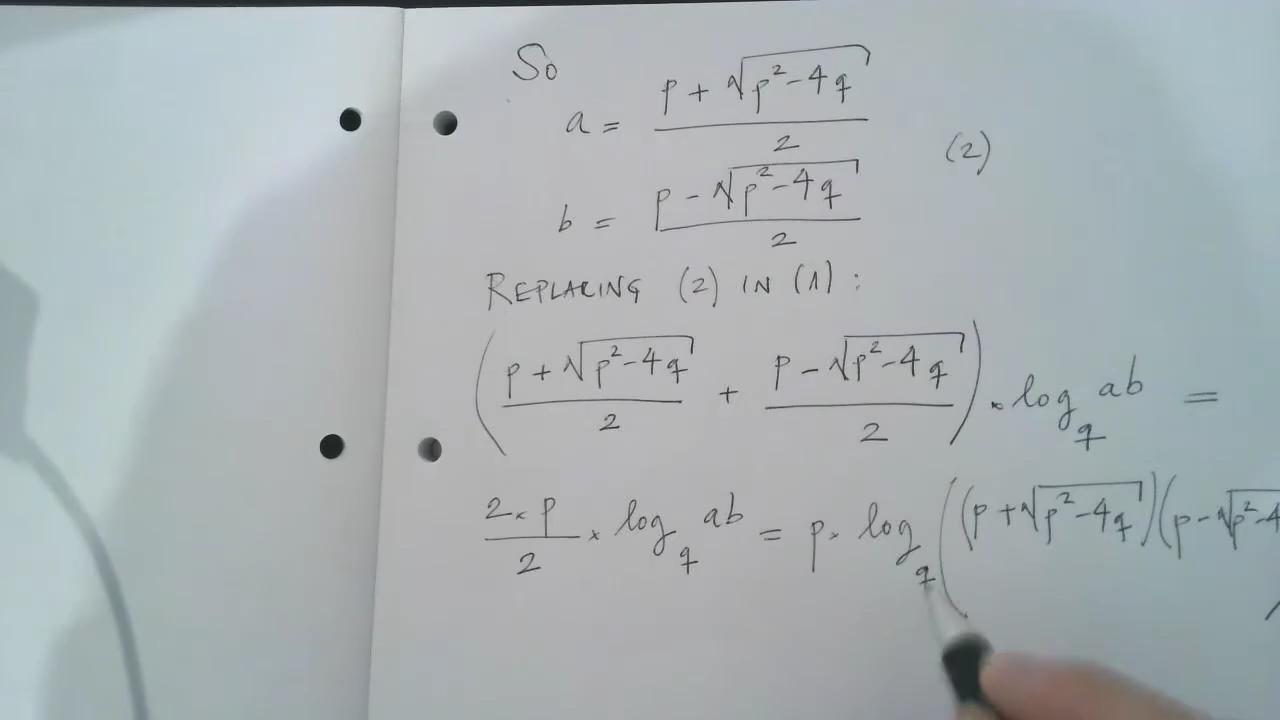 So
a = (p + √(p² - 4q)) / 2
(2)
b = (p - √(p² - 4q)) / 2
REPLACING (2) IN (1) :
((p + √(p² - 4q)) / 2 + (p - √(p² - 4q)) / 2) × log_q ab =
(2 × p) / 2 × log_q ab = p × log_q ((p + √(p² - 4q)) (p - √(p² - 4